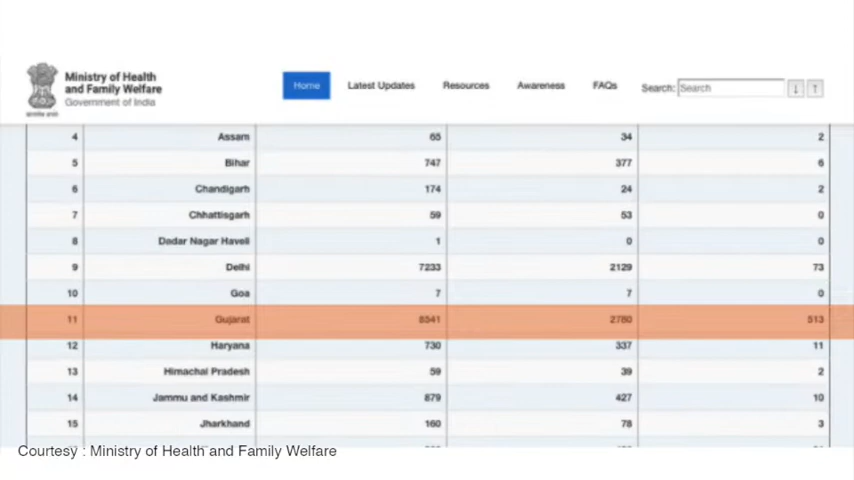 Ministry of Health
and Family Welfare
Government of India
Home Latest Updates Resources Awareness FAQs Search: Search ↓ ↑
4 Assam 65 34 2
5 Bihar 747 377 6
6 Chandigarh 174 24 2
7 Chhattisgarh 59 53 0
8 Dadar Nagar Haveli 1 0 0
9 Delhi 7233 2129 73
10 Goa 7 7 0
11 Gujarat 8541 2780 513
12 Haryana 730 337 11
13 Himachal Pradesh 59 39 2
14 Jammu and Kashmir 879 427 10
15 Jharkhand 160 78 3
Courtesy : Ministry of Health and Family Welfare